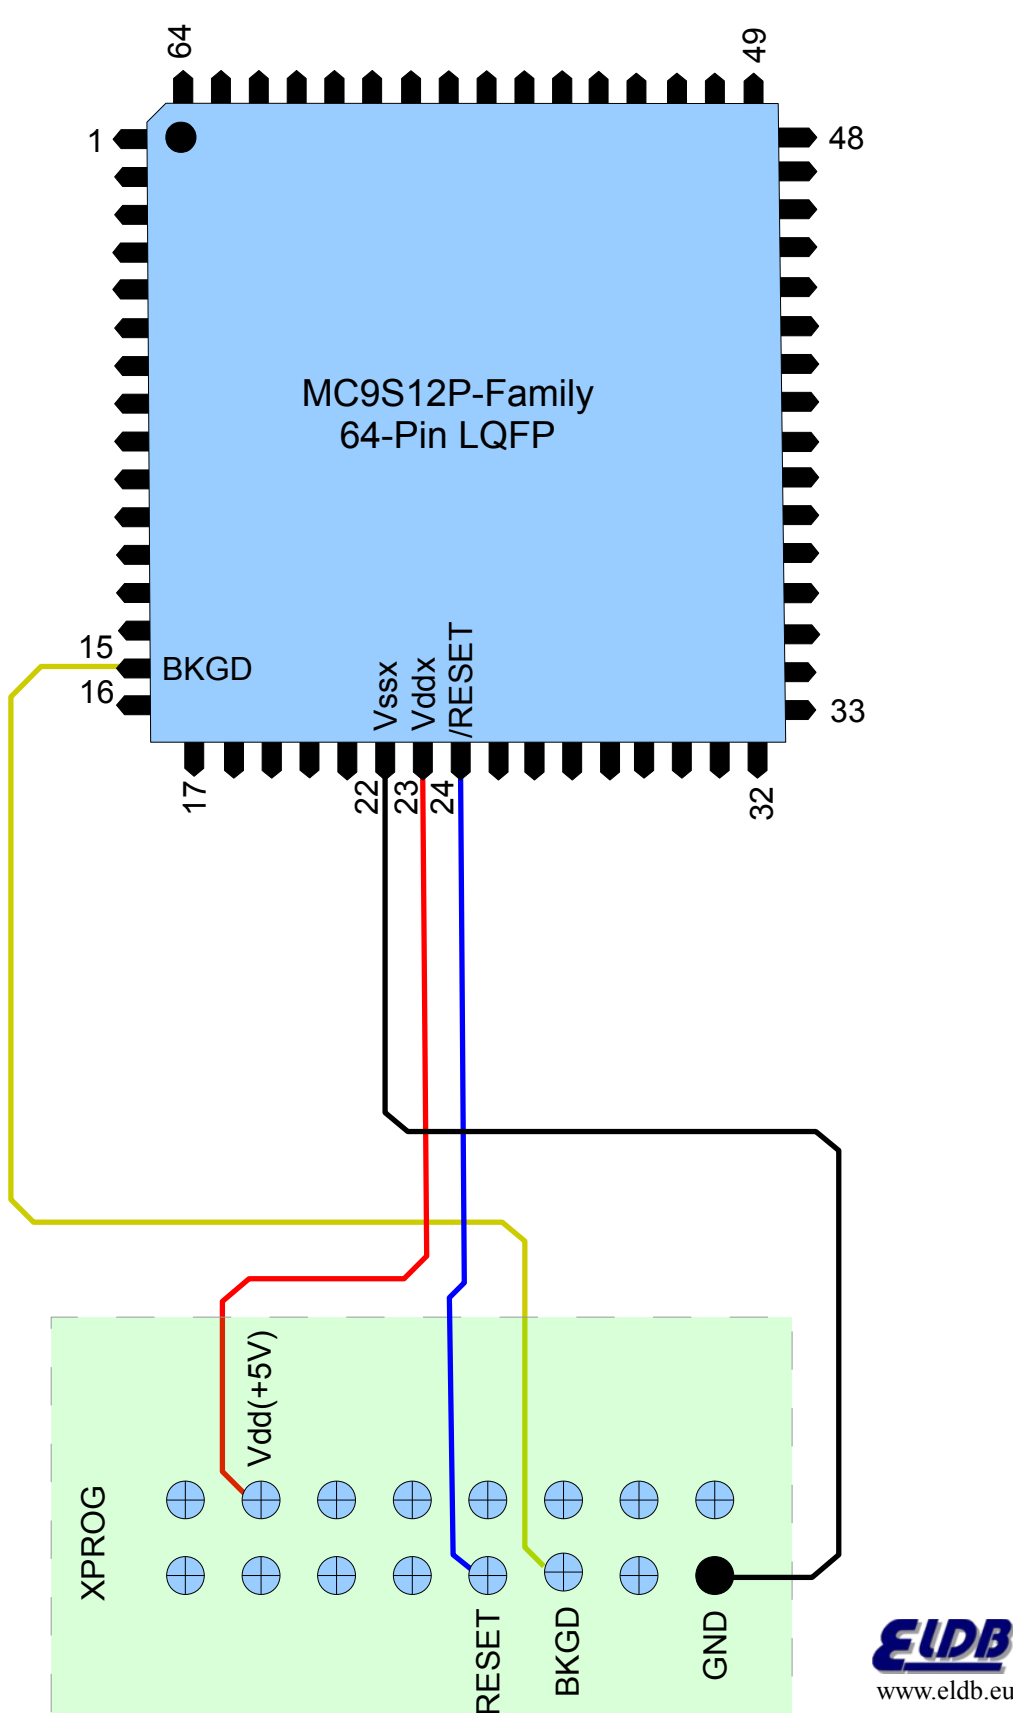 64
49
1
48
MC9S12P-Family
64-Pin LQFP
15
BKGD
16
Vssx
Vddx
/RESET
33
17
22
23
24
32
Vdd(+5V)
XPROG
RESET
BKGD
GND
ELDB
www.eldb.eu